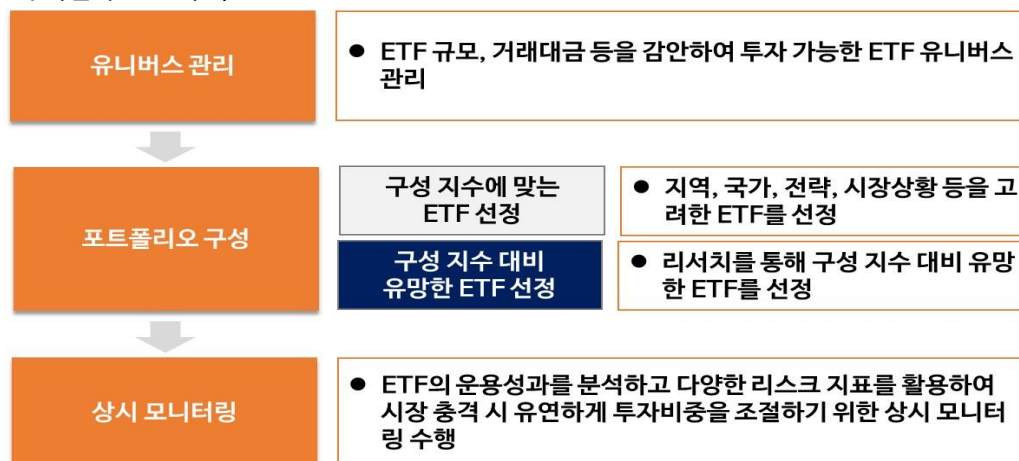 유니버스 관리
● ETF 규모, 거래대금 등을 감안하여 투자 가능한 ETF 유니버스
관리
포트폴리오 구성
구성 지수에 맞는
ETF 선정
● 지역, 국가, 전략, 시장상황 등을 고
려한 ETF를 선정
구성 지수 대비
유망한 ETF 선정
● 리서치를 통해 구성 지수 대비 유망
한 ETF를 선정
상시 모니터링
● ETF의 운용성과를 분석하고 다양한 리스크 지표를 활용하여
시장 충격 시 유연하게 투자비중을 조절하기 위한 상시 모니터
링 수행